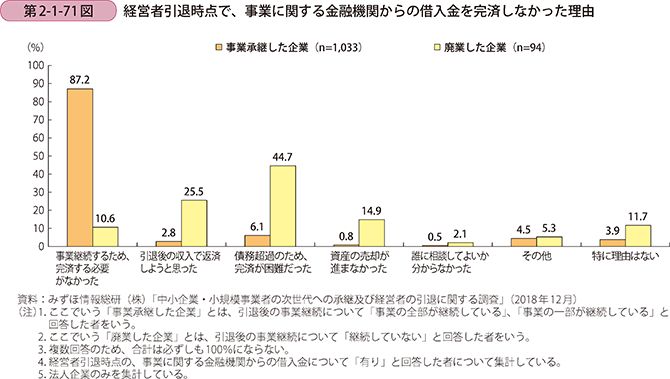 第2-1-71図 経営者引退時点で、事業に関する金融機関からの借入金を完済しなかった理由
(%)
事業承継した企業(n=1,033) 廃業した企業(n=94)
100
90
80
70
60
50
40
30
20
10
0
87.2
10.6
2.8
25.5
6.1
44.7
0.8
14.9
0.5
2.1
4.5
5.3
3.9
11.7
事業継続するため、
完済する必要
がなかった
引退後の収入で返済
しようと思った
債務超過のため、
完済が困難だった
資産の売却が
進まなかった
誰に相談してよいか
分からなかった
その他
特に理由はない
資料:みずほ情報総研(株)「中小企業・小規模事業者の次世代への承継及び経営者の引退に関する調査」(2018年12月)
(注)1. ここでいう「事業承継した企業」とは、引退後の事業継続について「事業の全部が継続している」、「事業の一部が継続している」と
回答した者をいう。
2. ここでいう「廃業した企業」とは、引退後の事業継続について「継続していない」と回答した者をいう。
3. 複数回答のため、合計は必ずしも100%にならない。
4. 経営者引退時点の、事業に関する金融機関からの借入金について「有り」と回答した者について集計している。
5. 法人企業のみを集計している。